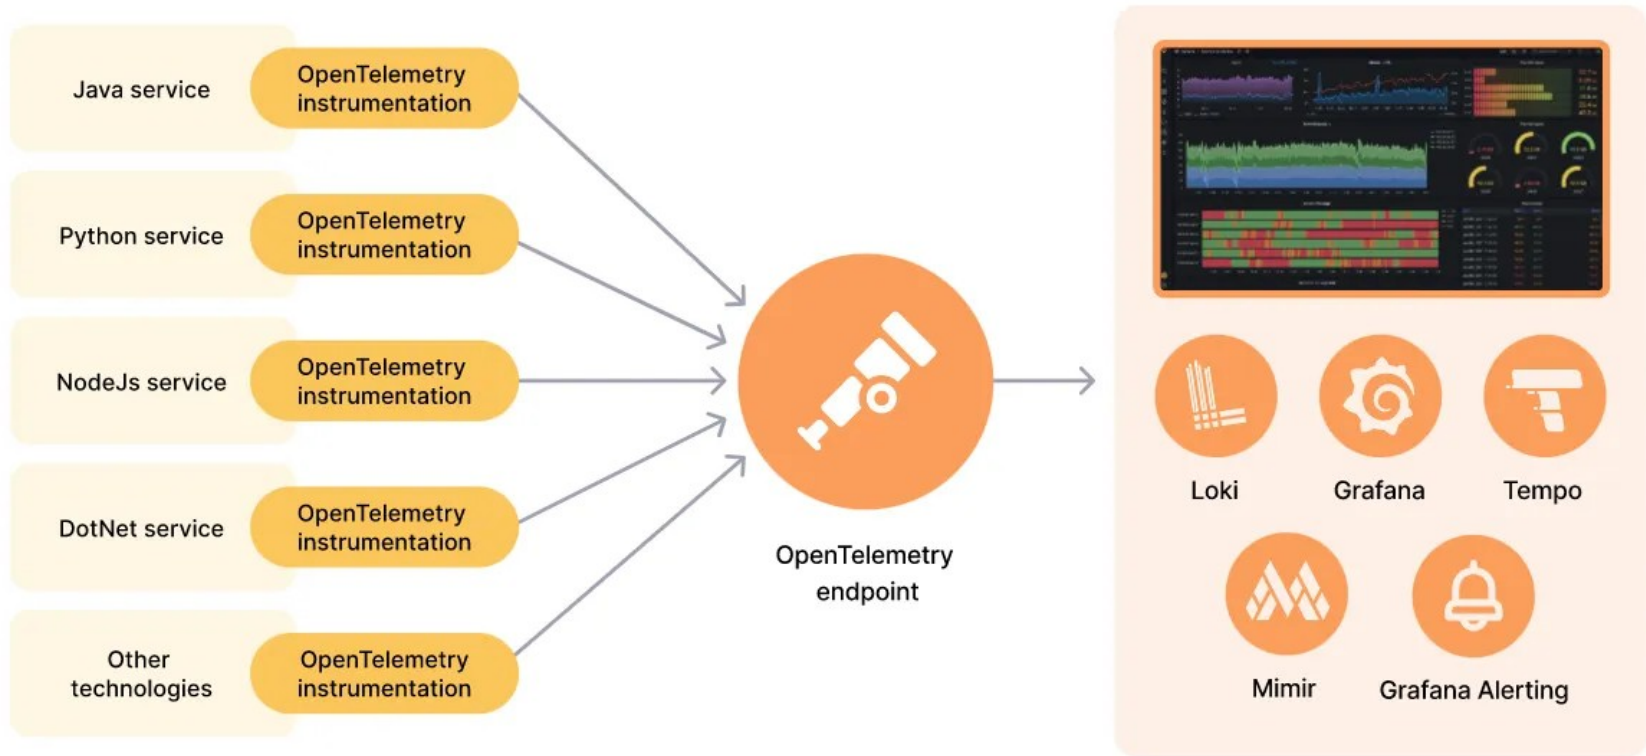 Java service
OpenTelemetry
instrumentation
Python service
OpenTelemetry
instrumentation
NodeJs service
OpenTelemetry
instrumentation
DotNet service
OpenTelemetry
instrumentation
Other
technologies
OpenTelemetry
instrumentation
OpenTelemetry
endpoint
Loki
Grafana
Tempo
Mimir
Grafana Alerting